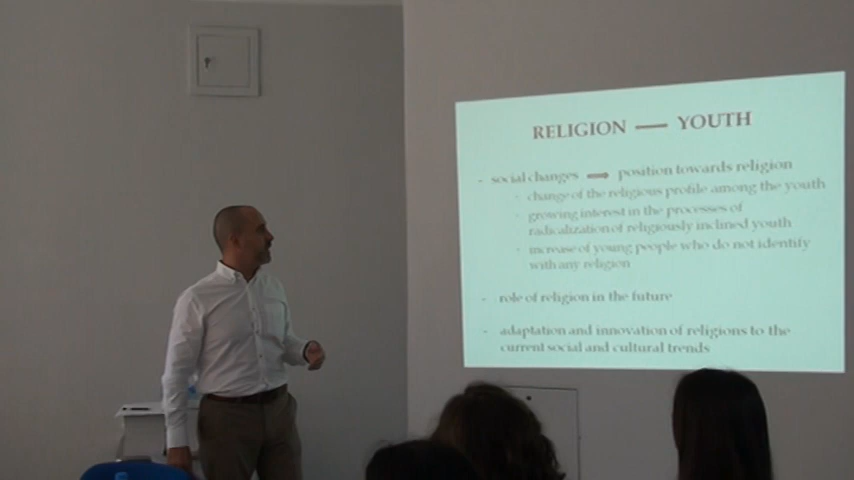 RELIGION — YOUTH
- social changes ➡ position towards religion
· change of the religious profile among the youth
· growing interest in the processes of
radicalization of religiously inclined youth
· increase of young people who do not identify
with any religion
- role of religion in the future
- adaptation and innovation of religions to the
current social and cultural trends